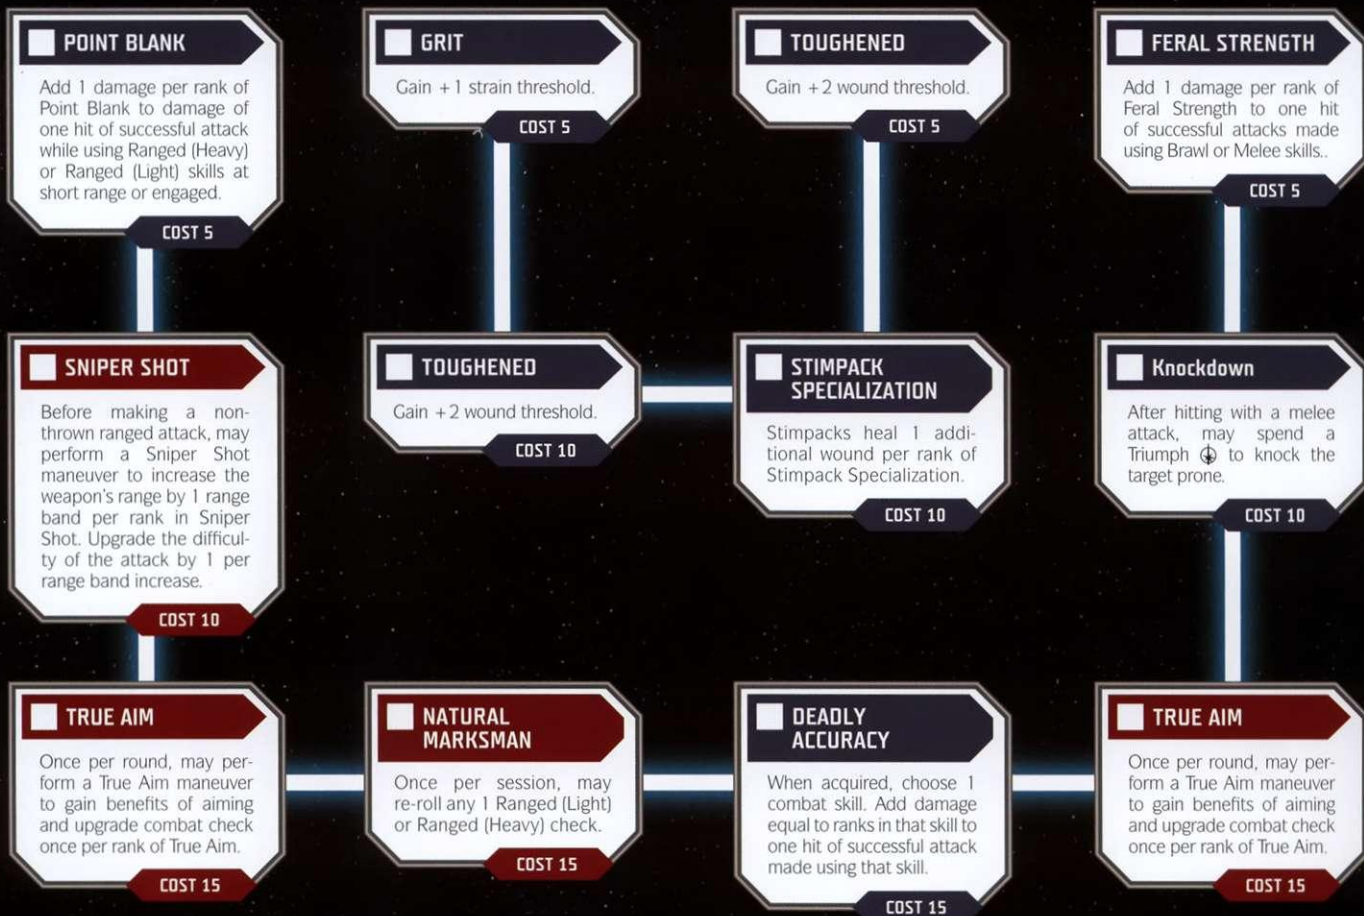 POINT BLANK
Add 1 damage per rank of
Point Blank to damage of
one hit of successful attack
while using Ranged (Heavy)
or Ranged (Light) skills at
short range or engaged.
COST 5
GRIT
Gain +1 strain threshold.
COST 5
TOUGHENED
Gain +2 wound threshold.
COST 5
FERAL STRENGTH
Add 1 damage per rank of
Feral Strength to one hit
of successful attacks made
using Brawl or Melee skills..
COST 5
SNIPER SHOT
Before making a non-
thrown ranged attack, may
perform a Sniper Shot
maneuver to increase the
weapon's range by 1 range
band per rank in Sniper
Shot. Upgrade the difficul-
ty of the attack by 1 per
range band increase.
COST 10
TOUGHENED
Gain +2 wound threshold.
COST 10
STIMPACK
SPECIALIZATION
Stimpacks heal 1 addi-
tional wound per rank of
Stimpack Specialization.
COST 10
Knockdown
After hitting with a melee
attack, may spend a
Triumph to knock the
target prone.
COST 10
TRUE AIM
Once per round, may per-
form a True Aim maneuver
to gain benefits of aiming
and upgrade combat check
once per rank of True Aim.
COST 15
NATURAL
MARKSMAN
Once per session, may
re-roll any 1 Ranged (Light)
or Ranged (Heavy) check.
COST 15
DEADLY
ACCURACY
When acquired, choose 1
combat skill. Add damage
equal to ranks in that skill to
one hit of successful attack
made using that skill.
COST 15
TRUE AIM
Once per round, may per-
form a True Aim maneuver
to gain benefits of aiming
and upgrade combat check
once per rank of True Aim.
COST 15